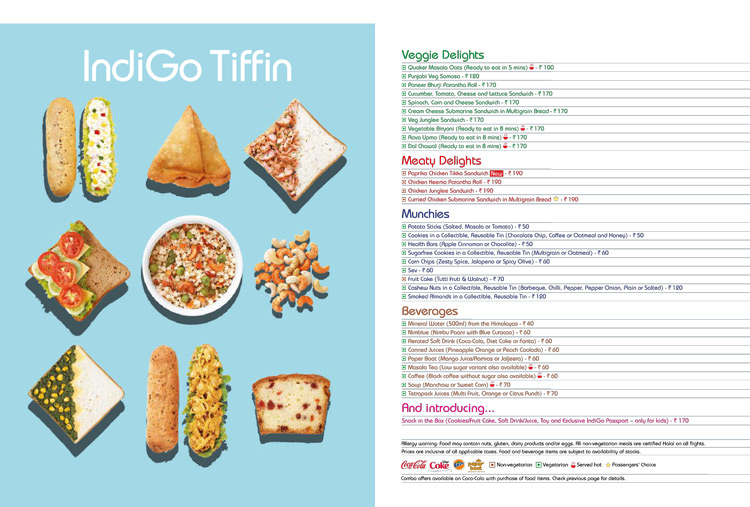 IndiGo Tiffin
Veggie Delights
Quaker Masala Oats (Ready to eat in 5 mins) - ₹ 100
Punjabi Veg Samosa - ₹ 120
Paneer Bhurji Parantha Roll - ₹ 170
Cucumber, Tomato, Cheese and Lettuce Sandwich - ₹ 170
Spinach, Corn and Cheese Sandwich - ₹ 170
Cream Cheese Submarine Sandwich in Multigrain Bread - ₹ 170
Veg Junglee Sandwich - ₹ 170
Vegetable Biryani (Ready to eat in 8 mins) - ₹ 170
Rava Upma (Ready to eat in 8 mins) - ₹ 170
Dal Chawal (Ready to eat in 8 mins) - ₹ 170
Meaty Delights
Paprika Chicken Tikka Sandwich New - ₹ 190
Chicken Keema Parantha Roll - ₹ 190
Chicken Junglee Sandwich - ₹ 190
Curried Chicken Submarine Sandwich in Multigrain Bread - ₹ 190
Munchies
Potato Sticks (Salted, Masala or Tomato) - ₹ 50
Cookies in a Collectible, Reusable Tin (Chocolate Chip, Coffee or Oatmeal and Honey) - ₹ 50
Health Bars (Apple Cinnamon or Chocolate) - ₹ 50
Sugarfree Cookies in a Collectible, Reusable Tin (Multigrain or Oatmeal) - ₹ 60
Corn Chips (Zesty Spice, Jalapeno or Spicy Olive) - ₹ 60
Sev - ₹ 60
Fruit Cake (Tutti Fruti & Walnut) - ₹ 70
Cashew Nuts in a Collectible, Reusable Tin (Barbeque, Chilli, Pepper, Pepper Onion, Plain or Salted) - ₹ 120
Smoked Almonds in a Collectible, Reusable Tin - ₹ 120
Beverages
Mineral Water (500ml) from the Himalayas - ₹ 40
Nimblue (Nimbu Paani with Blue Curacao) - ₹ 60
Aerated Soft Drink (Coca-Cola, Diet Coke or Fanta) - ₹ 60
Canned Juices (Pineapple Orange or Peach Coolada) - ₹ 60
Paper Boat (Mango Juice/Aamras or Jaljeera) - ₹ 60
Masala Tea (Low sugar variant also available) - ₹ 60
Coffee (Black coffee without sugar also available) - ₹ 60
Soup (Manchow or Sweet Corn) - ₹ 70
Tetrapack Juices (Multi Fruit, Orange or Citrus Punch) - ₹ 70
And introducing...
Snack in the Box (Cookies/Fruit Cake, Soft Drink/Juice, Toy and Exclusive IndiGo Passport – only for kids) - ₹ 170
Allergy warning: Food may contain nuts, gluten, dairy products and/or eggs. All non-vegetarian meals are certified Halal on all flights.
Prices are inclusive of all applicable taxes. Food and beverage items are subject to availability of stocks.
Coca-Cola Coke paper boat Non-vegetarian Vegetarian Served hot Passengers' Choice
Combo offers available on Coca-Cola with purchase of food items. Check previous page for details.